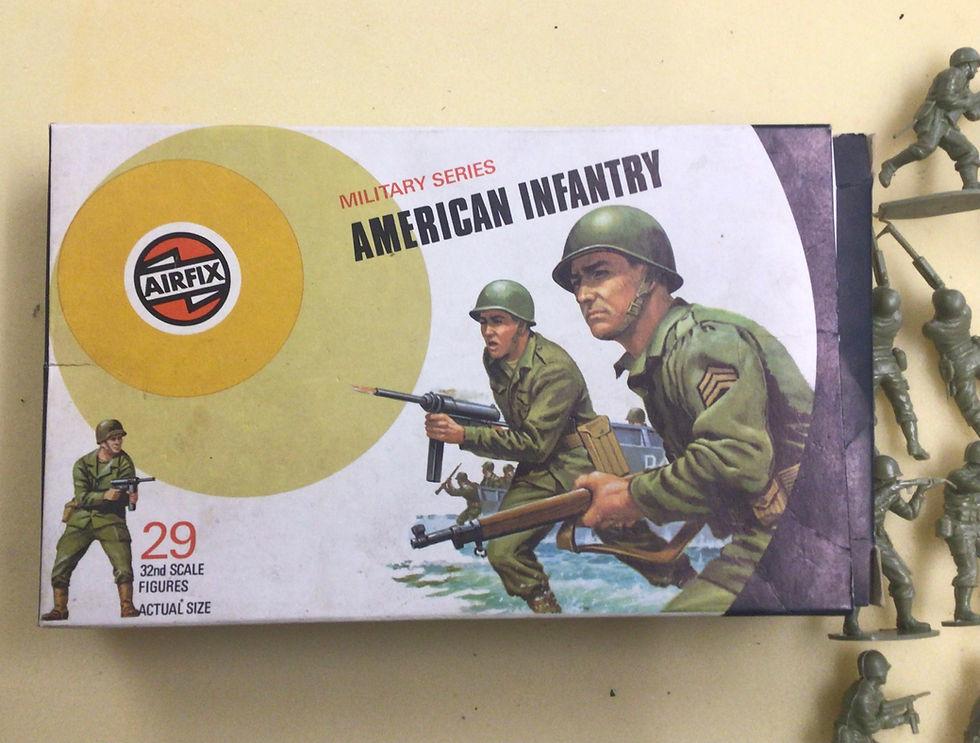 MILITARY SERIES
AMERICAN INFANTRY
AIRFIX
29
32nd SCALE
FIGURES
ACTUAL SIZE